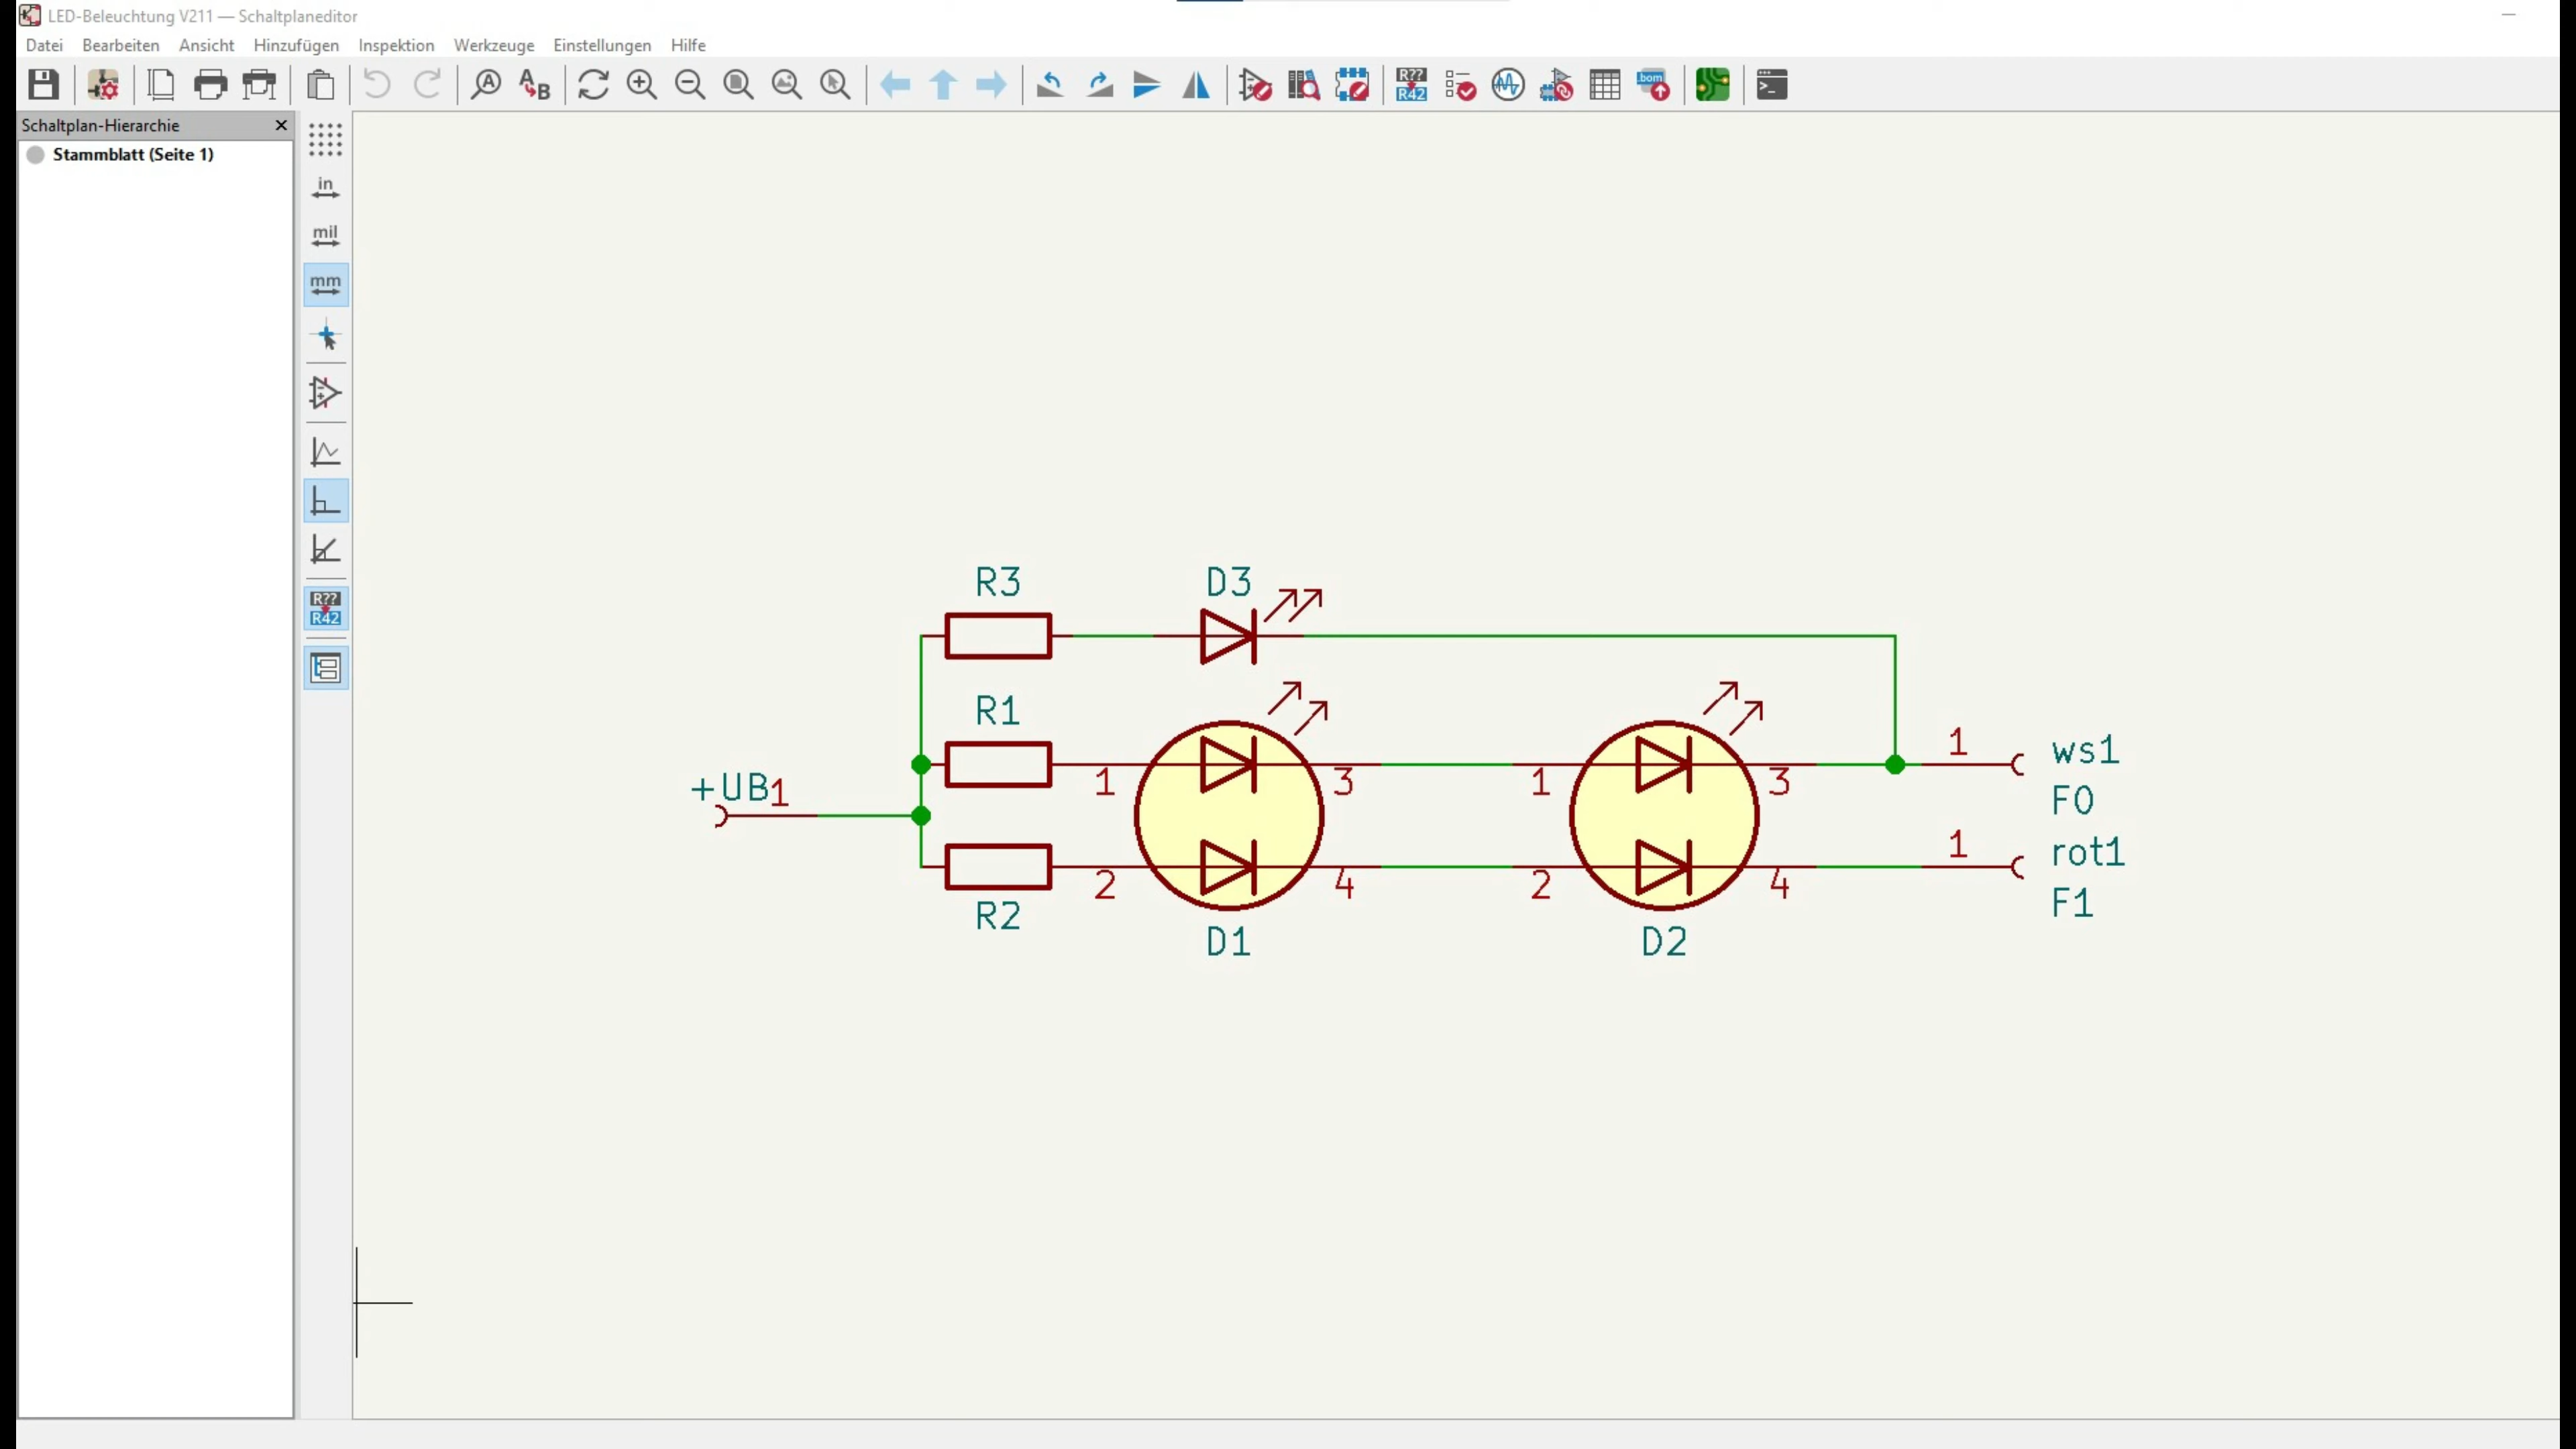 LED-Beleuchtung V211 — Schaltplaneditor
Datei Bearbeiten Ansicht Hinzufügen Inspektion Werkzeuge Einstellungen Hilfe
A
A B
R?? R42
bom
Schaltplan-Hierarchie
Stammblatt (Seite 1)
in
mil
mm
R??
R42
R3 D3
R1
1 3 1 3 1 ws1
+UB1 F0
2 4 2 4 1 rot1
R2 F1
D1 D2